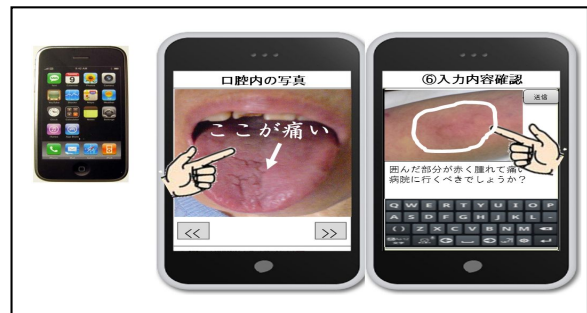 口腔内の写真
ここが痛い
<<
>>
⑥入力内容確認
送信
囲んだ部分が赤く腫れて痛い
病院に行くべきでしょうか？
Q W E R T Y U I O P
A S D F G H J K L -
( ) Z X C V B N M